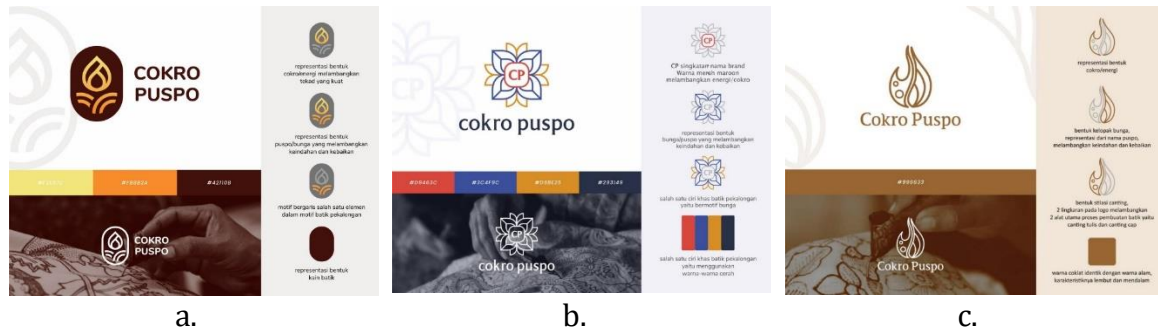 COKRO
PUSPO
representasi bentuk
cokro/energi melambangkan
tekad yang kuat
representasi bentuk
puspo/bunga yang melambangkan
keindahan dan kebaikan
motif bergaris salah satu elemen
dalam motif batik pekalongan
representasi bentuk
kain batik
#421100
COKRO
PUSPO
a.
CP
cokro puspo
CP singkatan nama brand
Warna merah maroon
melambangkan energi/cokro
representasi bentuk
bunga/puspo yang melambangkan
keindahan dan kebaikan
salah satu ciri khas batik pekalongan
yaitu bermotif bunga
salah satu ciri khas batik pekalongan
yaitu menggunakan
warna-warna cerah
#3C4F9C
CP
cokro puspo
b.
Cokro Puspo
representasi bentuk
cokro/energi
bentuk kelopak bunga,
representasi dari nama puspo,
melambangkan keindahan dan kebaikan
bentuk stilasi canting,
2 lingkaran pada logo melambangkan
2 alat utama proses pembuatan batik yaitu
canting tulis dan canting cap
warna coklat identik dengan warna alam,
karakteristiknya lembut dan mendalam
Cokro Puspo
c.